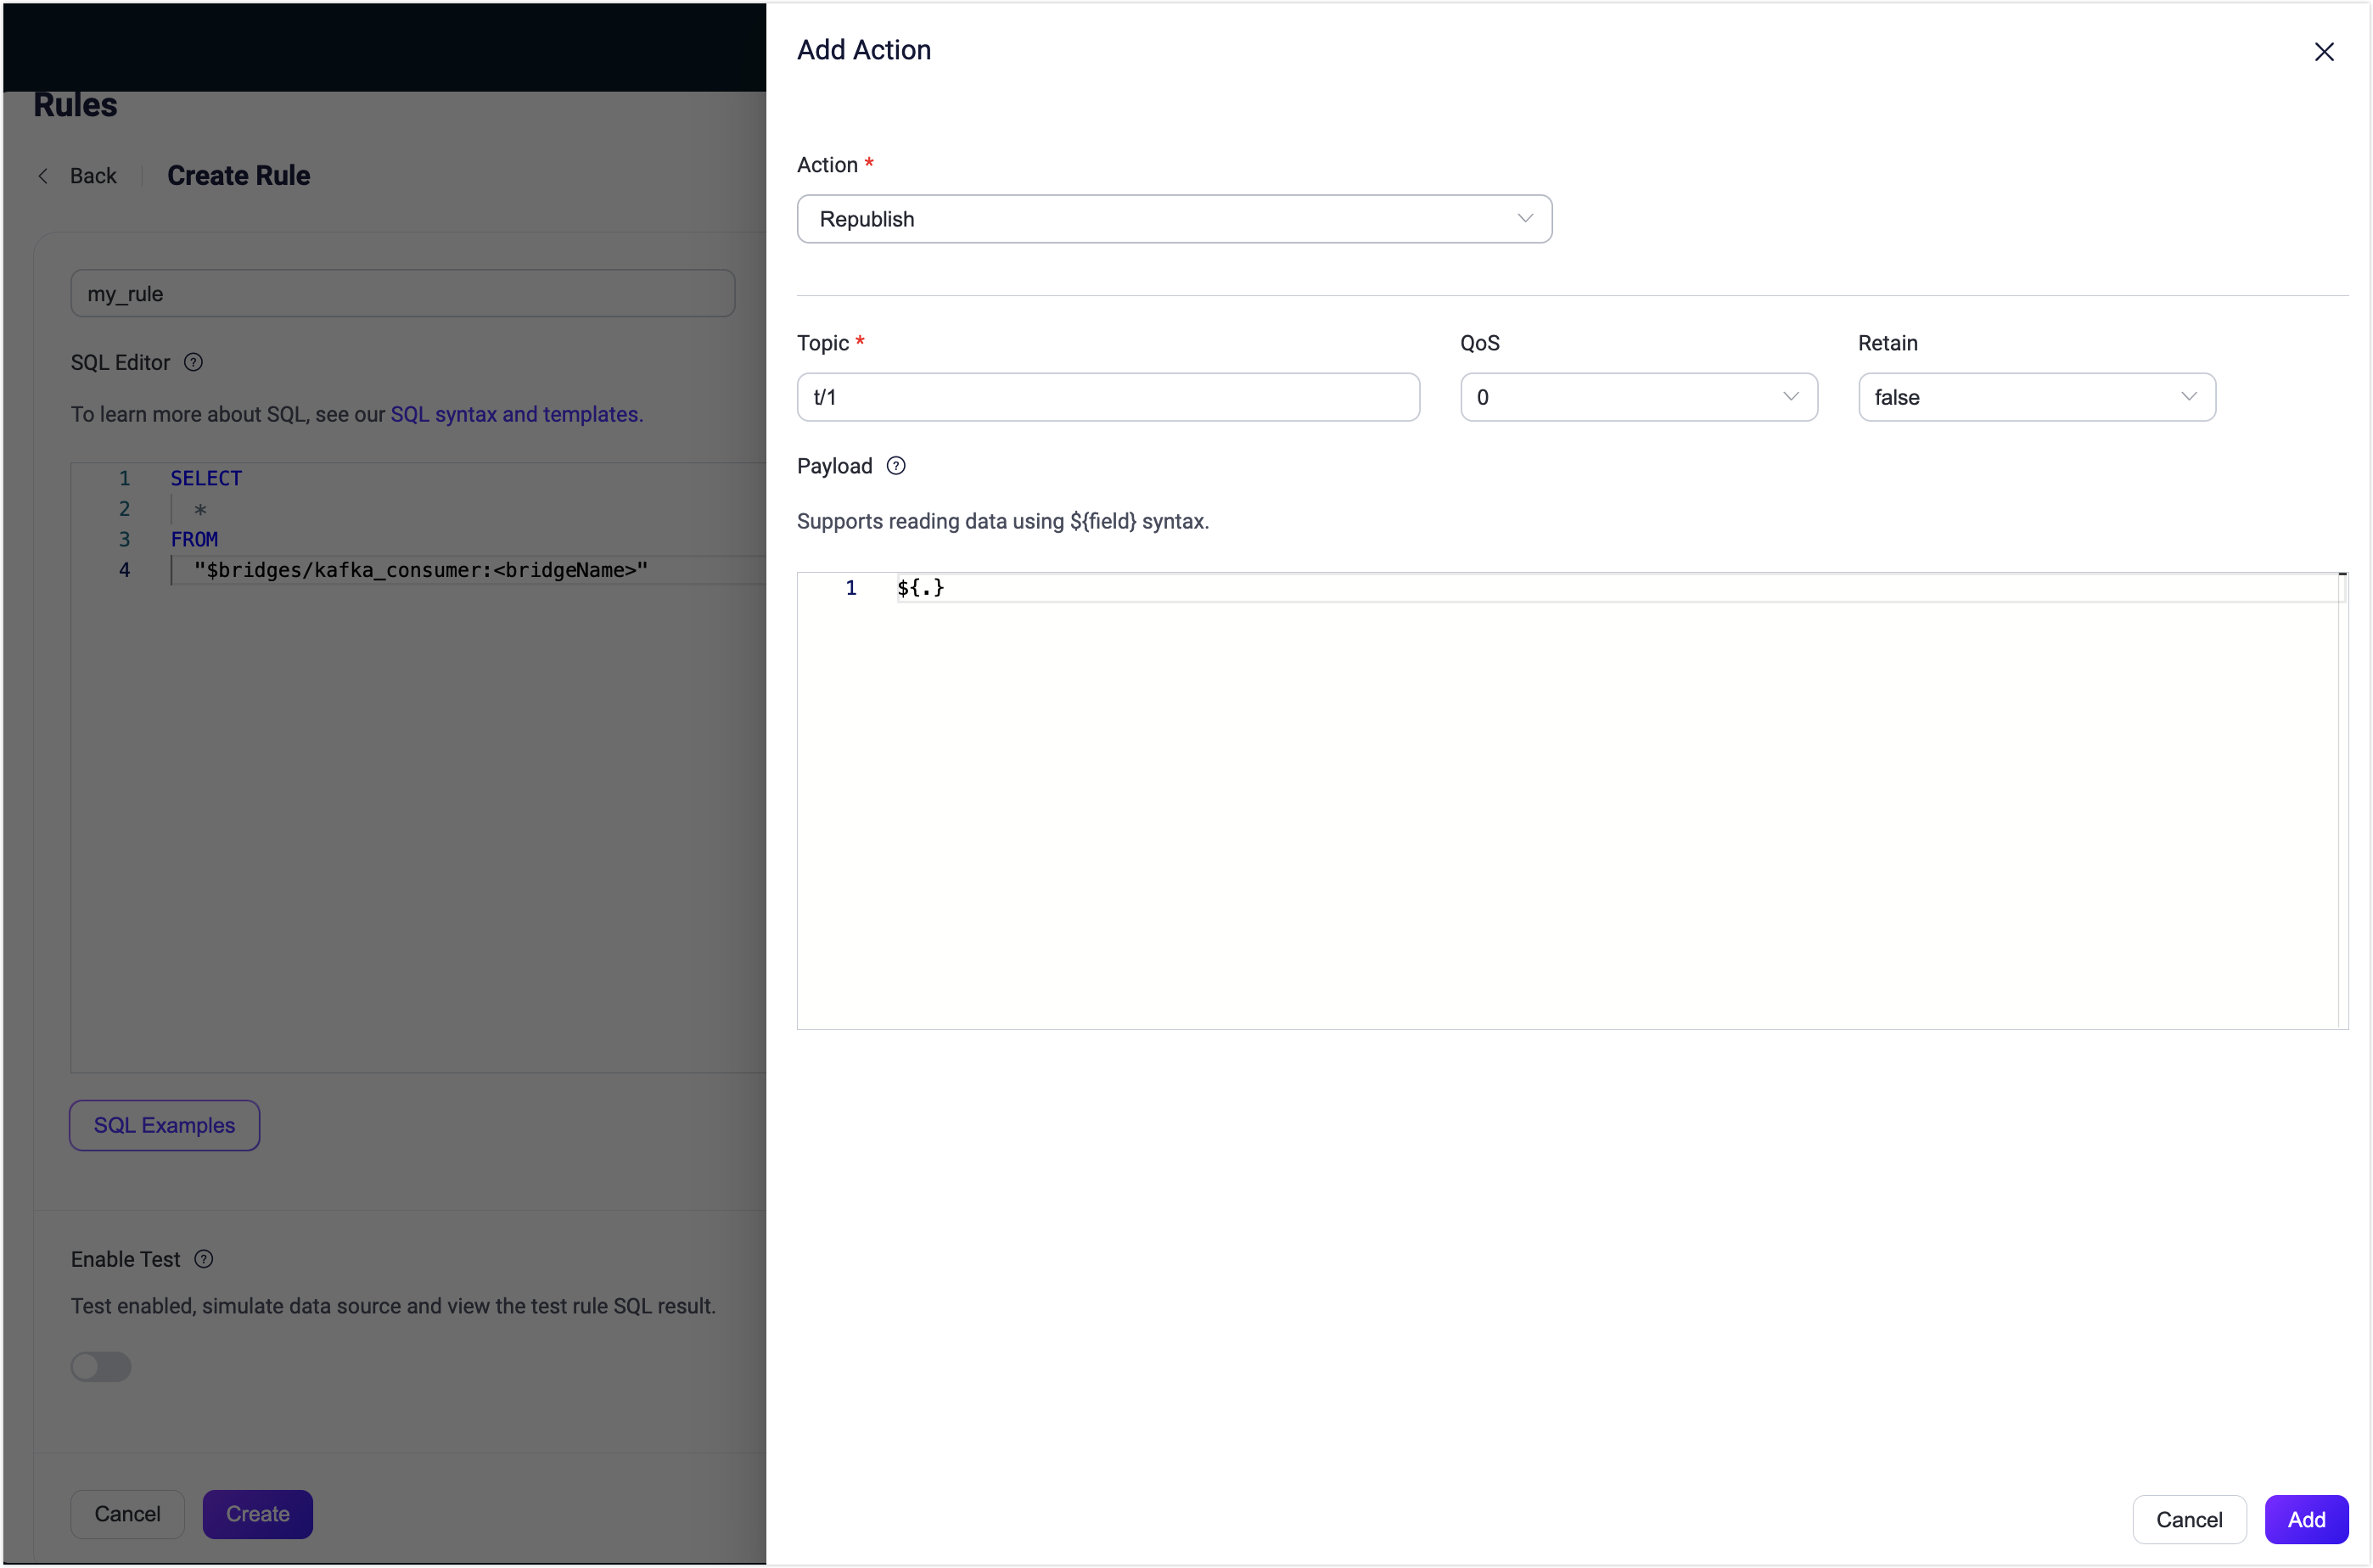 Rules
Back
Create Rule
my_rule
SQL Editor ?
To learn more about SQL, see our SQL syntax and templates.
1 SELECT
2 *
3 FROM
4 "$bridges/kafka_consumer:<bridgeName>"
SQL Examples
Enable Test ?
Test enabled, simulate data source and view the test rule SQL result.
Cancel
Create
Add Action
Action *
Republish
Topic *
QoS
Retain
t/1
0
false
Payload ?
Supports reading data using ${field} syntax.
1 ${.}
Cancel
Add